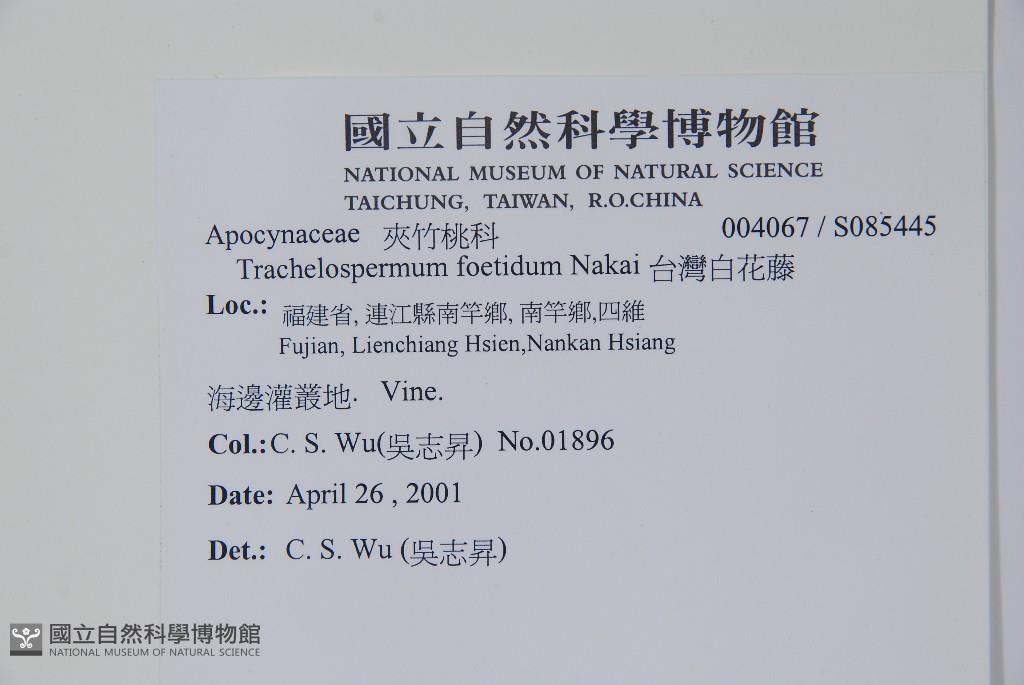 國立自然科學博物館
NATIONAL MUSEUM OF NATURAL SCIENCE
TAICHUNG, TAIWAN, R.O.CHINA
Apocynaceae 夾竹桃科 004067 / S085445
Trachelospermum foetidum Nakai 台灣白花藤
Loc.: 福建省, 連江縣南竿鄉, 南竿鄉,四維
Fujian, Lienchiang Hsien,Nankan Hsiang
海邊灌叢地. Vine.
Col.: C. S. Wu(吳志昇) No.01896
Date: April 26 , 2001
Det.: C. S. Wu (吳志昇)
國立自然科學博物館
NATIONAL MUSEUM OF NATURAL SCIENCE